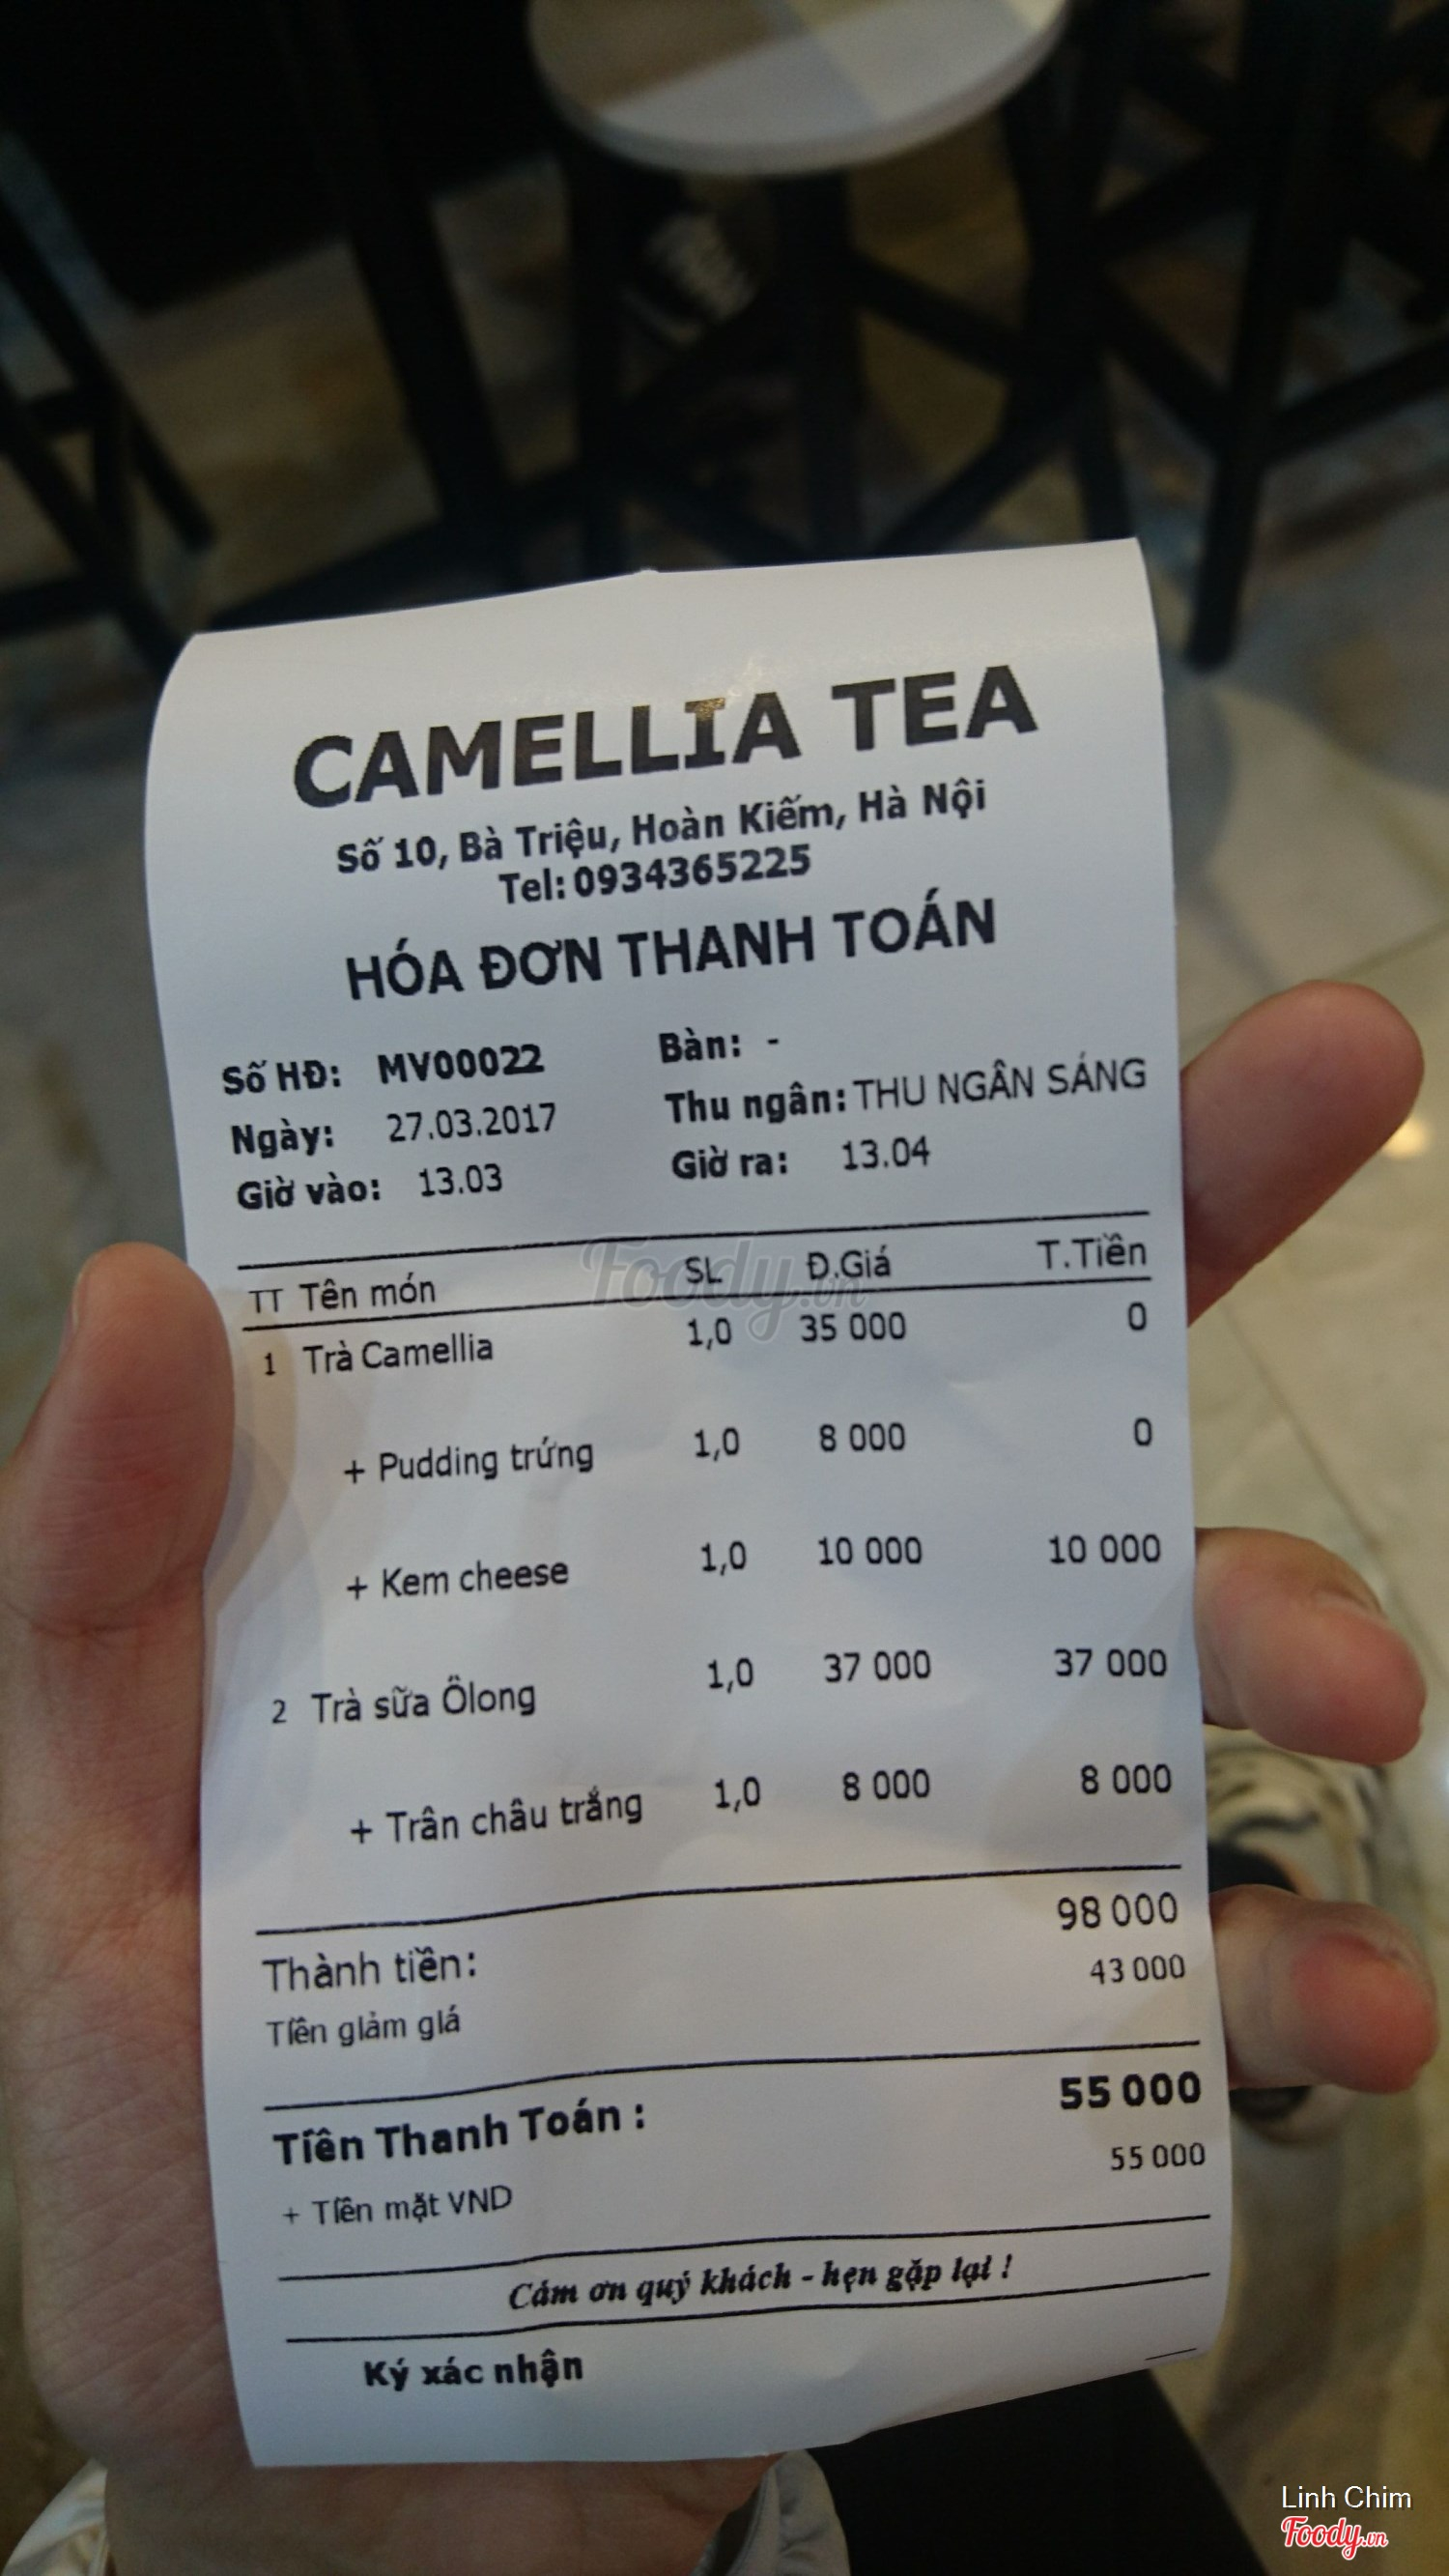 CAMELLIA TEA
Số 10, Bà Triệu, Hoàn Kiếm, Hà Nội
Tel: 0934365225
HÓA ĐƠN THANH TOÁN
Số HĐ: MV00022 Bàn: -
Ngày: 27.03.2017 Thu ngân: THU NGÂN SÁNG
Giờ vào: 13.03 Giờ ra: 13.04
TT Tên món SL Đ.Giá T.Tiền
1 Trà Camellia 1,0 35 000 0
+ Pudding trứng 1,0 8 000 0
+ Kem cheese 1,0 10 000 10 000
2 Trà sữa Ôlong 1,0 37 000 37 000
+ Trân châu trắng 1,0 8 000 8 000
Thành tiền: 98 000
Tiền giảm giá 43 000
Tiền Thanh Toán : 55 000
+ Tiền mặt VND 55 000
Cám ơn quý khách - hẹn gặp lại !
Ký xác nhận
Foody.vn
Linh Chim
Foody.vn